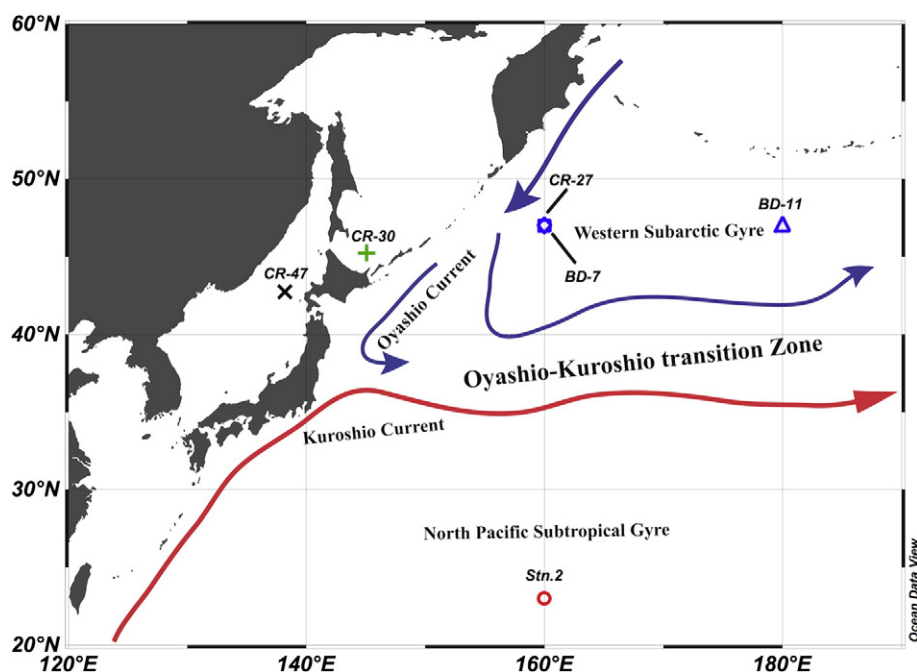 60°N
50°N
40°N
30°N
20°N
120°E
140°E
160°E
180°E
CR-27
BD-11
Western Subarctic Gyre
CR-30
BD-7
CR-47
Oyashio Current
Oyashio-Kuroshio transition Zone
Kuroshio Current
North Pacific Subtropical Gyre
Stn.2
Ocean Data View